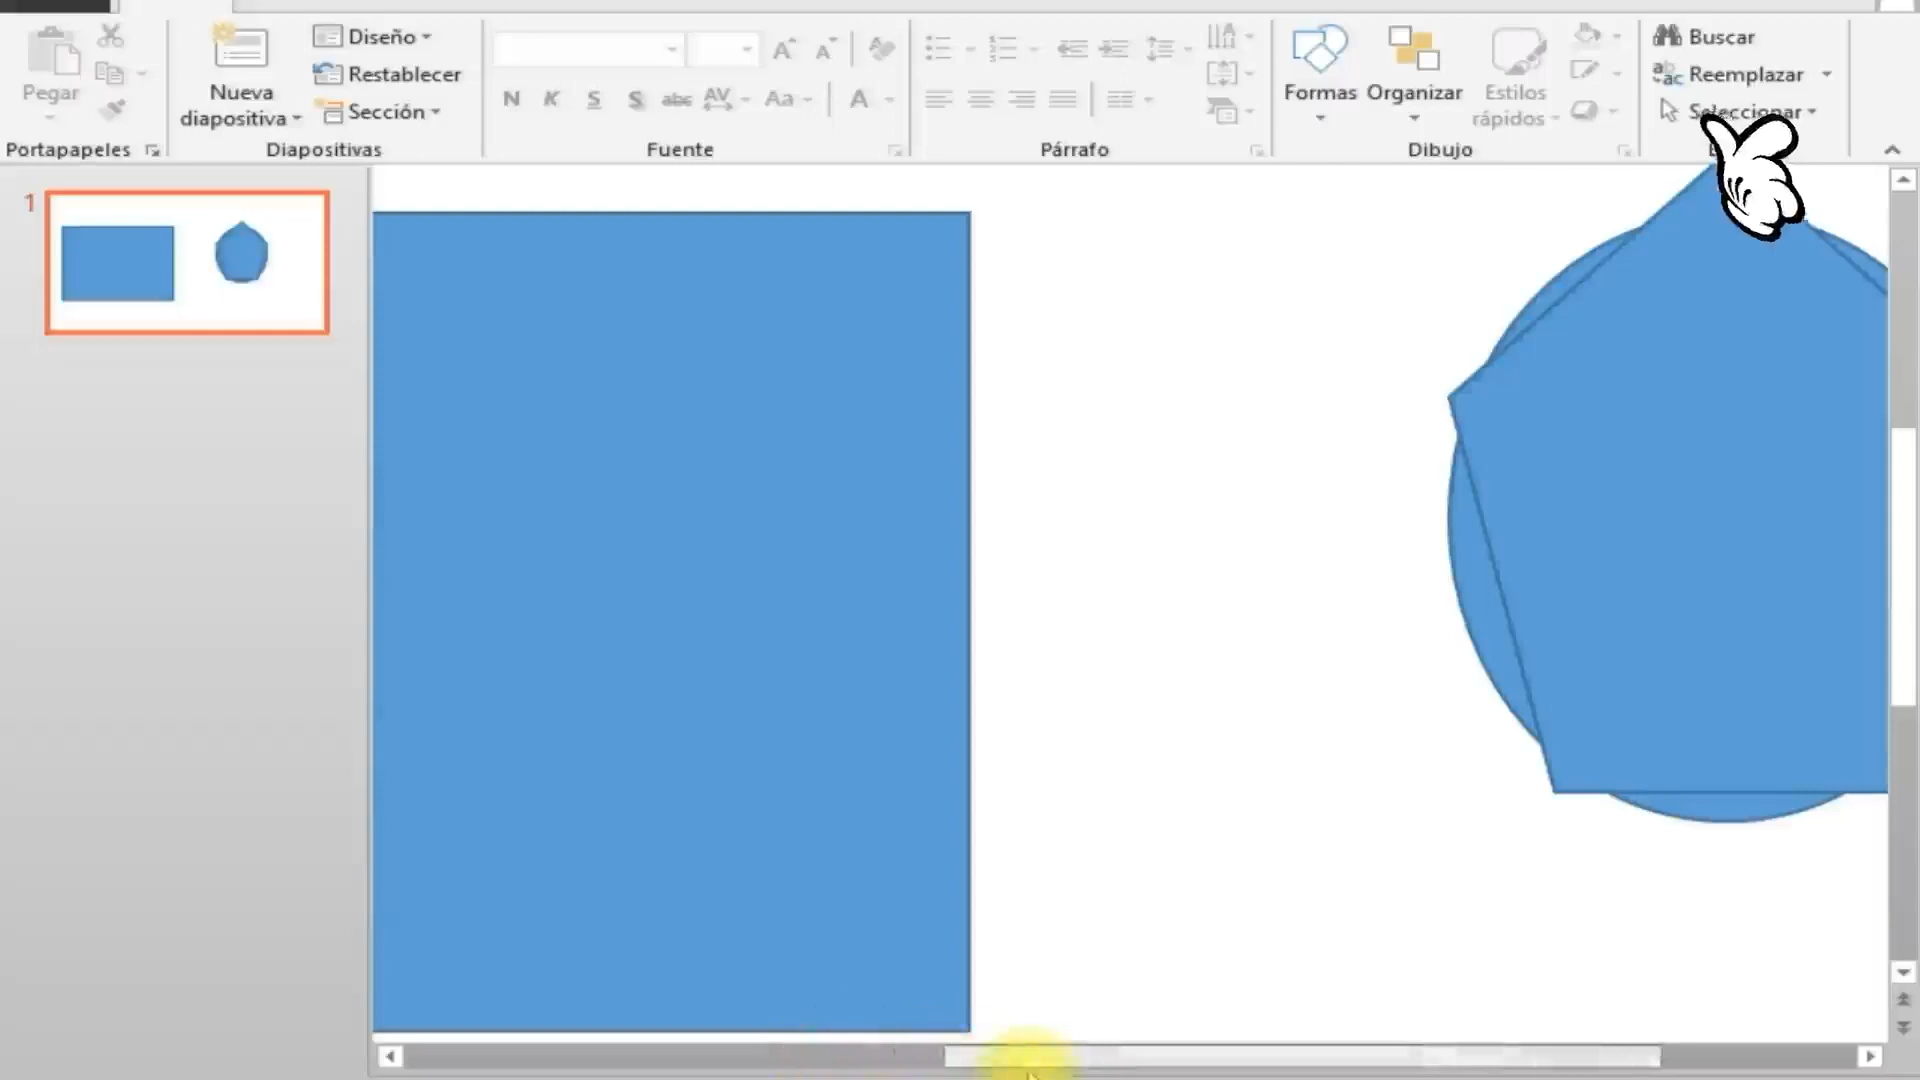 Pegar
Portapapeles
Nueva
diapositiva
Diseño
Restablecer
Sección
Diapositivas
N K S S abc AV Aa A
Fuente
Párrafo
Formas
Organizar
Estilos
rápidos
Dibujo
Buscar
Reemplazar
Seleccionar
1